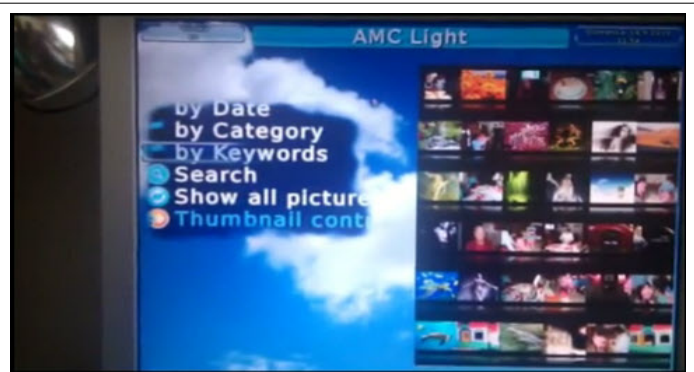 AMC Light
by Date
by Category
by Keywords
Search
Show all picture
Thumbnail cont